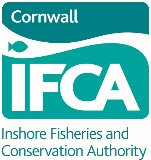 Cornwall
IFCA
Inshore Fisheries and
Conservation Authority